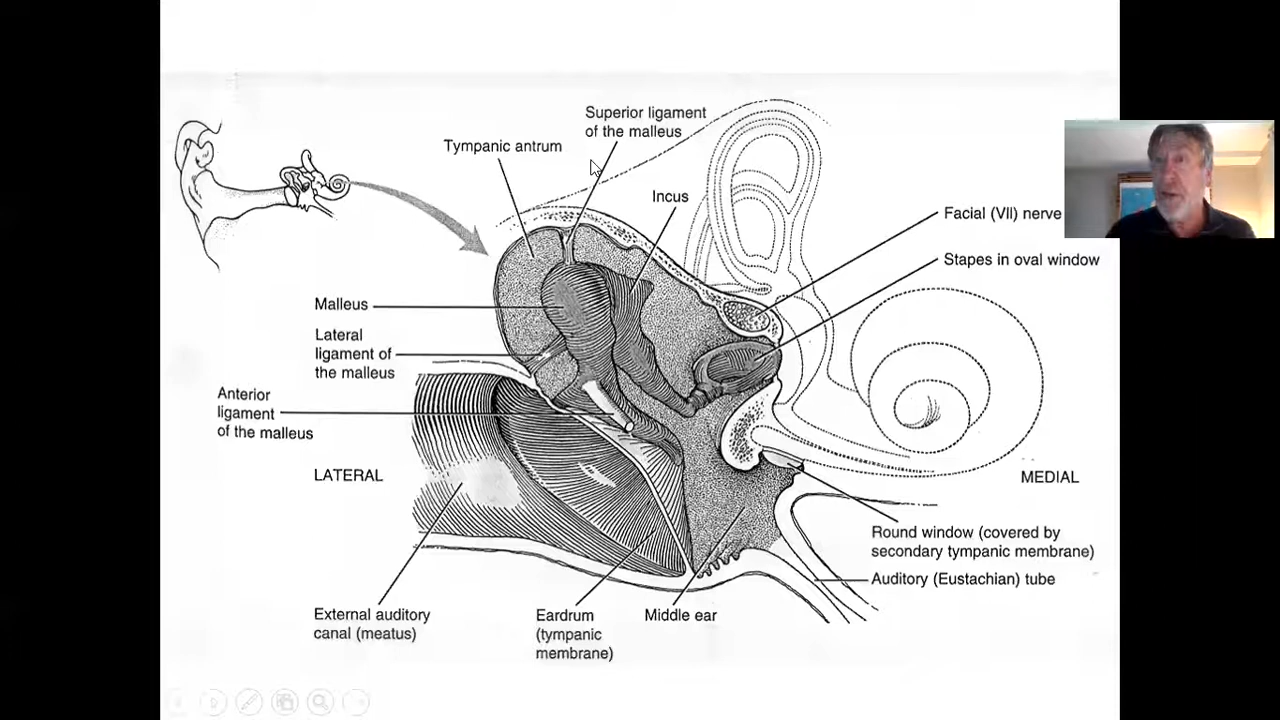 Superior ligament
of the malleus
Tympanic antrum
Incus
Facial (VII) nerve
Stapes in oval window
Malleus
Lateral
ligament of
the malleus
Anterior
ligament
of the malleus
LATERAL
MEDIAL
Round window (covered by
secondary tympanic membrane)
Auditory (Eustachian) tube
External auditory
canal (meatus)
Eardrum
(tympanic
membrane)
Middle ear